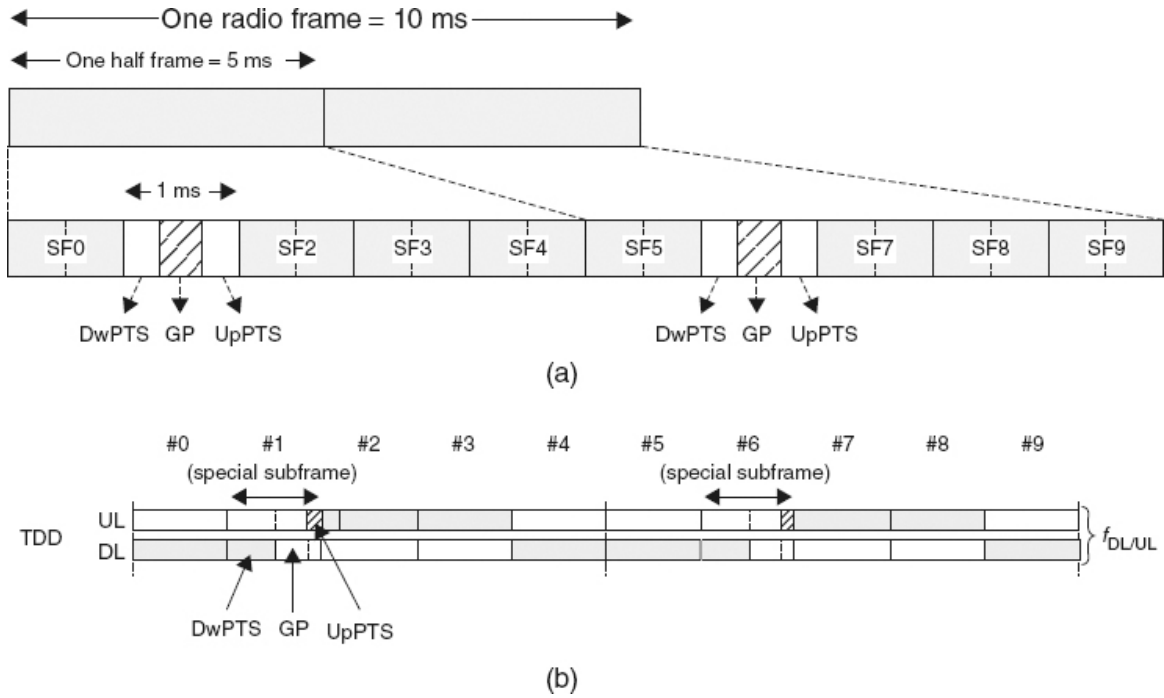 One radio frame = 10 ms
One half frame = 5 ms
1 ms
SF0 SF2 SF3 SF4 SF5 SF7 SF8 SF9
DwPTS GP UpPTS DwPTS GP UpPTS
(a)
#0 #1 #2 #3 #4 #5 #6 #7 #8 #9
(special subframe) (special subframe)
UL
TDD f DL/UL
DL
DwPTS GP UpPTS
(b)